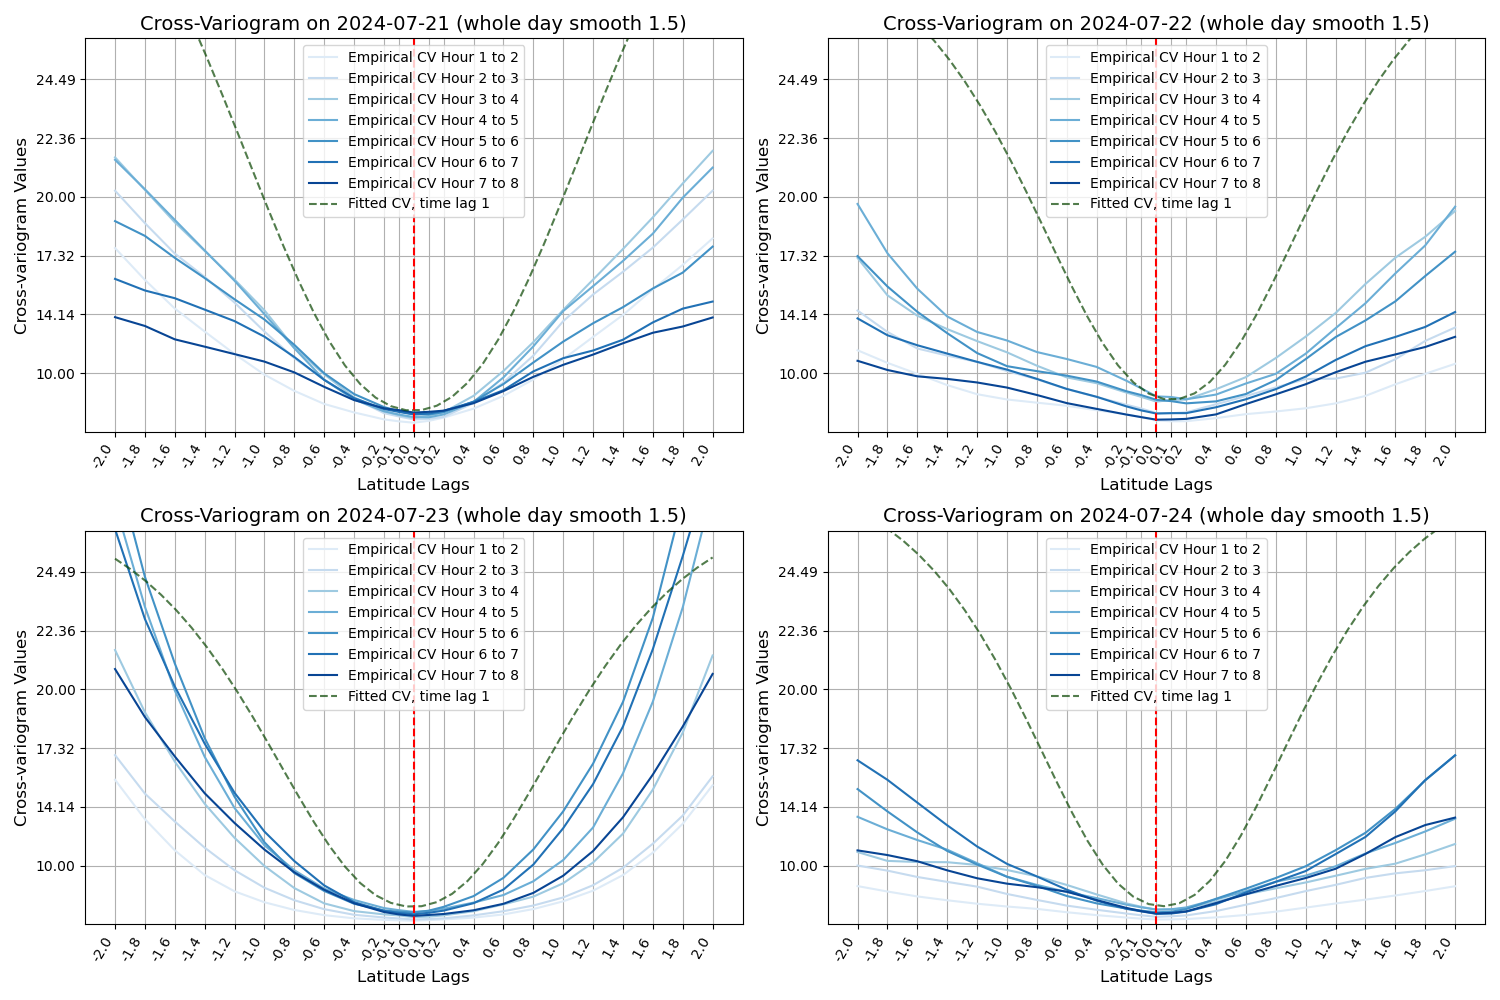 Cross-Variogram on 2024-07-21 (whole day smooth 1.5)
Cross-variogram Values
24.49
22.36
20.00
17.32
14.14
10.00
Empirical CV Hour 1 to 2
Empirical CV Hour 2 to 3
Empirical CV Hour 3 to 4
Empirical CV Hour 4 to 5
Empirical CV Hour 5 to 6
Empirical CV Hour 6 to 7
Empirical CV Hour 7 to 8
Fitted CV, time lag 1
-2.0 -1.8 -1.6 -1.4 -1.2 -1.0 -0.8 -0.6 -0.4 -0.2 -0.1 0.0 0.1 0.2 0.4 0.6 0.8 1.0 1.2 1.4 1.6 1.8 2.0
Latitude Lags
Cross-Variogram on 2024-07-22 (whole day smooth 1.5)
Cross-variogram Values
24.49
22.36
20.00
17.32
14.14
10.00
Empirical CV Hour 1 to 2
Empirical CV Hour 2 to 3
Empirical CV Hour 3 to 4
Empirical CV Hour 4 to 5
Empirical CV Hour 5 to 6
Empirical CV Hour 6 to 7
Empirical CV Hour 7 to 8
Fitted CV, time lag 1
-2.0 -1.8 -1.6 -1.4 -1.2 -1.0 -0.8 -0.6 -0.4 -0.2 -0.1 0.0 0.1 0.2 0.4 0.6 0.8 1.0 1.2 1.4 1.6 1.8 2.0
Latitude Lags
Cross-Variogram on 2024-07-23 (whole day smooth 1.5)
Cross-variogram Values
24.49
22.36
20.00
17.32
14.14
10.00
Empirical CV Hour 1 to 2
Empirical CV Hour 2 to 3
Empirical CV Hour 3 to 4
Empirical CV Hour 4 to 5
Empirical CV Hour 5 to 6
Empirical CV Hour 6 to 7
Empirical CV Hour 7 to 8
Fitted CV, time lag 1
-2.0 -1.8 -1.6 -1.4 -1.2 -1.0 -0.8 -0.6 -0.4 -0.2 -0.1 0.0 0.1 0.2 0.4 0.6 0.8 1.0 1.2 1.4 1.6 1.8 2.0
Latitude Lags
Cross-Variogram on 2024-07-24 (whole day smooth 1.5)
Cross-variogram Values
24.49
22.36
20.00
17.32
14.14
10.00
Empirical CV Hour 1 to 2
Empirical CV Hour 2 to 3
Empirical CV Hour 3 to 4
Empirical CV Hour 4 to 5
Empirical CV Hour 5 to 6
Empirical CV Hour 6 to 7
Empirical CV Hour 7 to 8
Fitted CV, time lag 1
-2.0 -1.8 -1.6 -1.4 -1.2 -1.0 -0.8 -0.6 -0.4 -0.2 -0.1 0.0 0.1 0.2 0.4 0.6 0.8 1.0 1.2 1.4 1.6 1.8 2.0
Latitude Lags